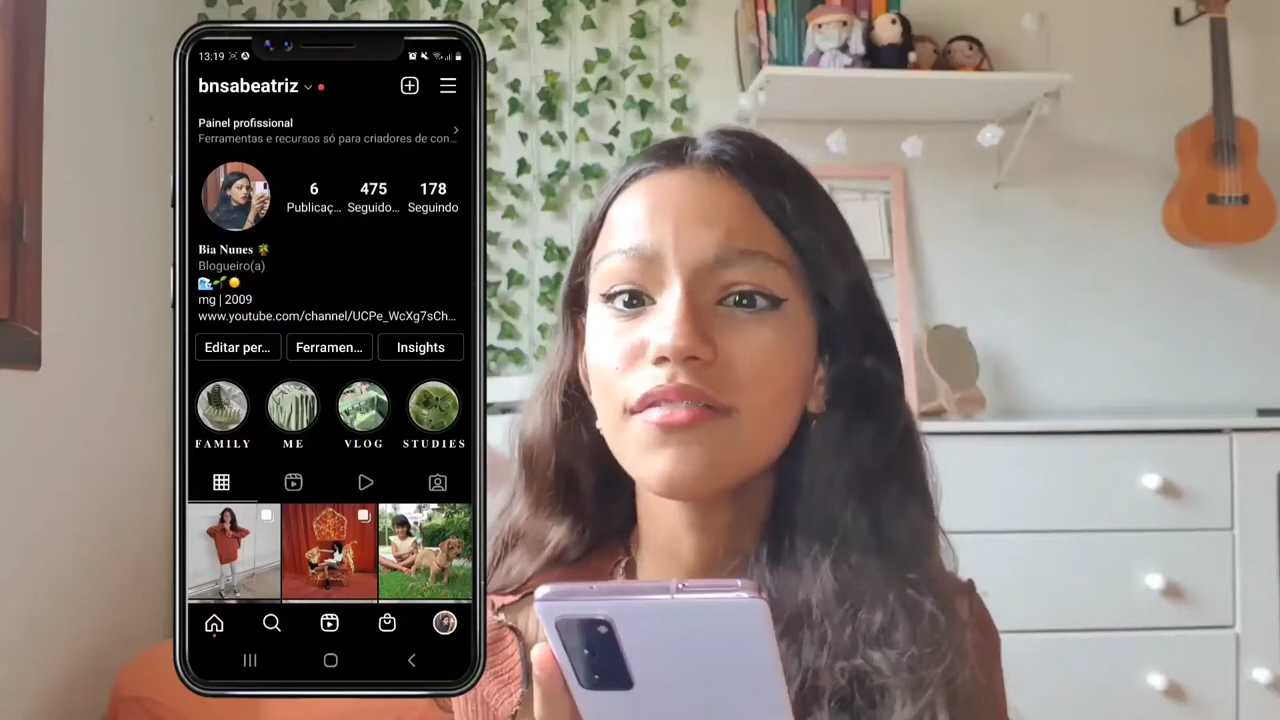 13:19
bnsabeatriz
Painel profissional
Ferramentas e recursos só para criadores de con...
6 475 178
Publicaç... Seguido... Seguindo
Bia Nunes 🌴
Blogueiro(a)
🌊🌱☀️
mg | 2009
www.youtube.com/channel/UCPe_WcXg7sCh...
Editar per... Ferramen... Insights
FAMILY ME VLOG STUDIES